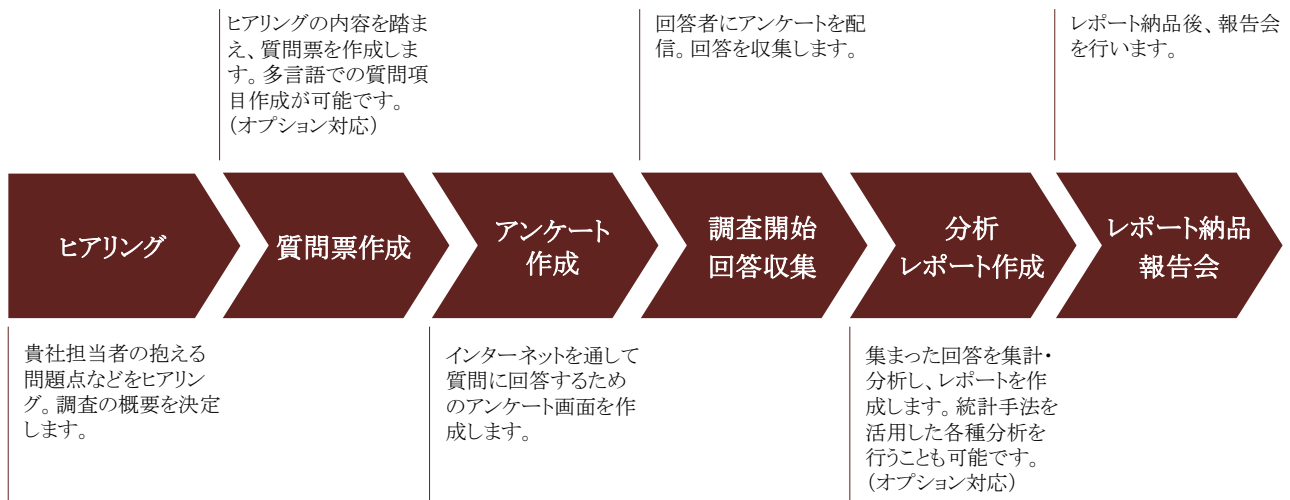 ヒアリングの内容を踏ま
え、質問票を作成しま
す。多言語での質問項
目作成が可能です。
（オプション対応）
回答者にアンケートを配
信。回答を収集します。
レポート納品後、報告会
を行います。
ヒアリング
質問票作成
アンケート
作成
調査開始
回答収集
分析
レポート作成
レポート納品
報告会
貴社担当者の抱える
問題点などをヒアリン
グ。調査の概要を決定
します。
インターネットを通して
質問に回答するため
のアンケート画面を作
成します。
集まった回答を集計・
分析し、レポートを作
成します。統計手法を
活用した各種分析を
行うことも可能です。
（オプション対応）